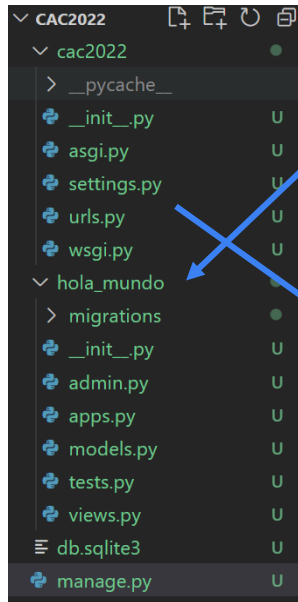 CAC2022
cac2022
__pycache__
__init__.py
asgi.py U
settings.py U
urls.py U
wsgi.py U
hola_mundo
migrations
__init__.py U
admin.py U
apps.py U
models.py U
tests.py U
views.py U
db.sqlite3 U
manage.py U